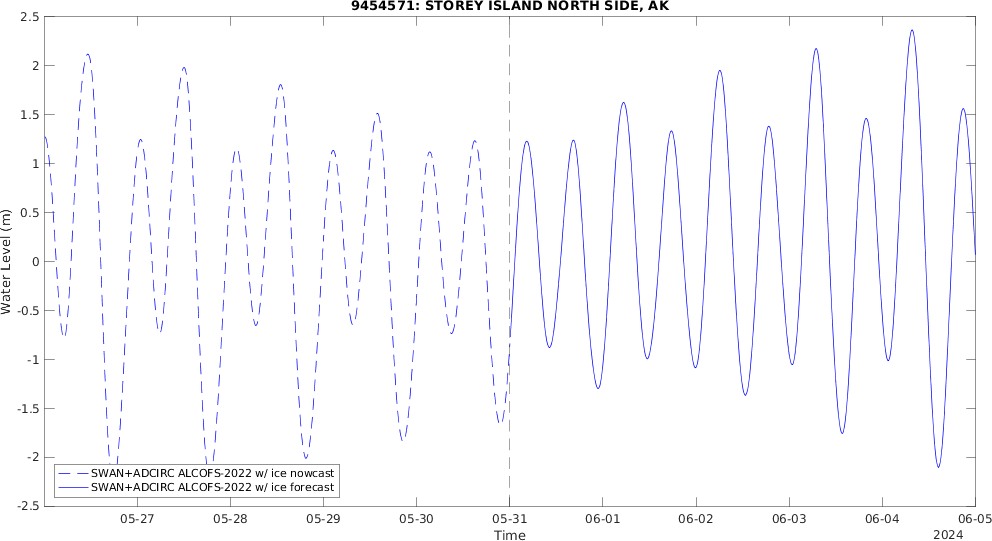 9454571: STOREY ISLAND NORTH SIDE, AK
Water Level (m)
2.5
2
1.5
1
0.5
0
-0.5
-1
-1.5
-2
-2.5
SWAN+ADCIRC ALCOFS-2022 w/ ice nowcast
SWAN+ADCIRC ALCOFS-2022 w/ ice forecast
05-27 05-28 05-29 05-30 05-31 06-01 06-02 06-03 06-04 06-05
Time
2024